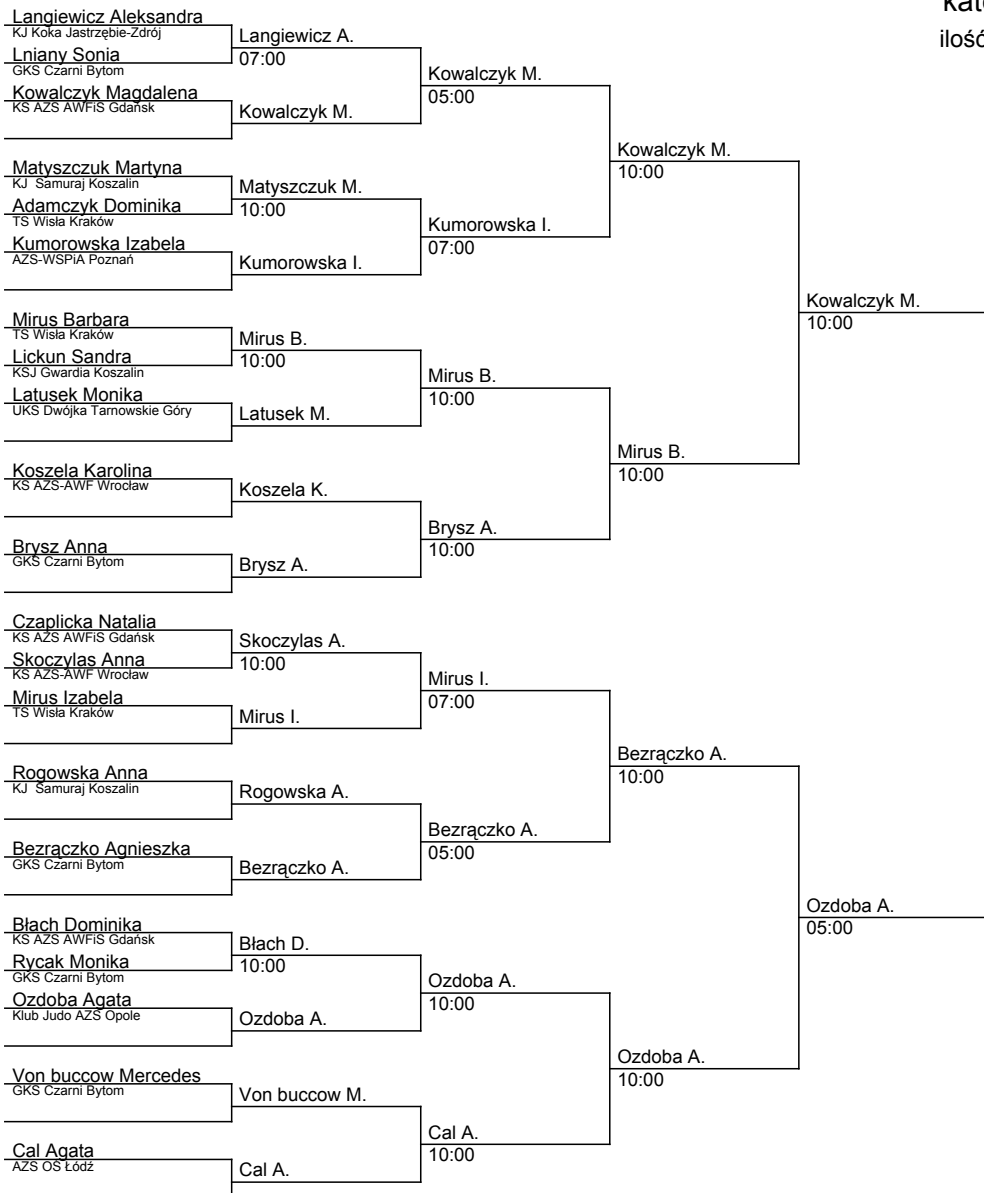 kate
ilość
Langiewicz Aleksandra
KJ Koka Jastrzębie-Zdrój
Lniany Sonia
GKS Czarni Bytom
Kowalczyk Magdalena
KS AZS AWFiS Gdańsk
Matyszczuk Martyna
KJ Samuraj Koszalin
Adamczyk Dominika
TS Wisła Kraków
Kumorowska Izabela
AZS-WSPiA Poznań
Mirus Barbara
TS Wisła Kraków
Lickun Sandra
KSJ Gwardia Koszalin
Latusek Monika
UKS Dwójka Tarnowskie Góry
Koszela Karolina
KS AZS-AWF Wrocław
Brysz Anna
GKS Czarni Bytom
Czaplicka Natalia
KS AZS AWFiS Gdańsk
Skoczylas Anna
KS AZS-AWF Wrocław
Mirus Izabela
TS Wisła Kraków
Rogowska Anna
KJ Samuraj Koszalin
Bezrączko Agnieszka
GKS Czarni Bytom
Błach Dominika
KS AZS AWFiS Gdańsk
Rycak Monika
GKS Czarni Bytom
Ozdoba Agata
Klub Judo AZS Opole
Von buccow Mercedes
GKS Czarni Bytom
Cal Agata
AZS OŚ Łódź
Langiewicz A.
07:00
Kowalczyk M.
Matyszczuk M.
10:00
Kumorowska I.
Mirus B.
10:00
Latusek M.
Koszela K.
Brysz A.
Skoczylas A.
10:00
Mirus I.
Rogowska A.
Bezrączko A.
Błach D.
10:00
Ozdoba A.
Von buccow M.
Cal A.
Kowalczyk M.
05:00
Kumorowska I.
07:00
Mirus B.
10:00
Brysz A.
10:00
Mirus I.
07:00
Bezrączko A.
05:00
Ozdoba A.
10:00
Cal A.
10:00
Kowalczyk M.
10:00
Mirus B.
10:00
Bezrączko A.
10:00
Ozdoba A.
10:00
Kowalczyk M.
10:00
Ozdoba A.
05:00